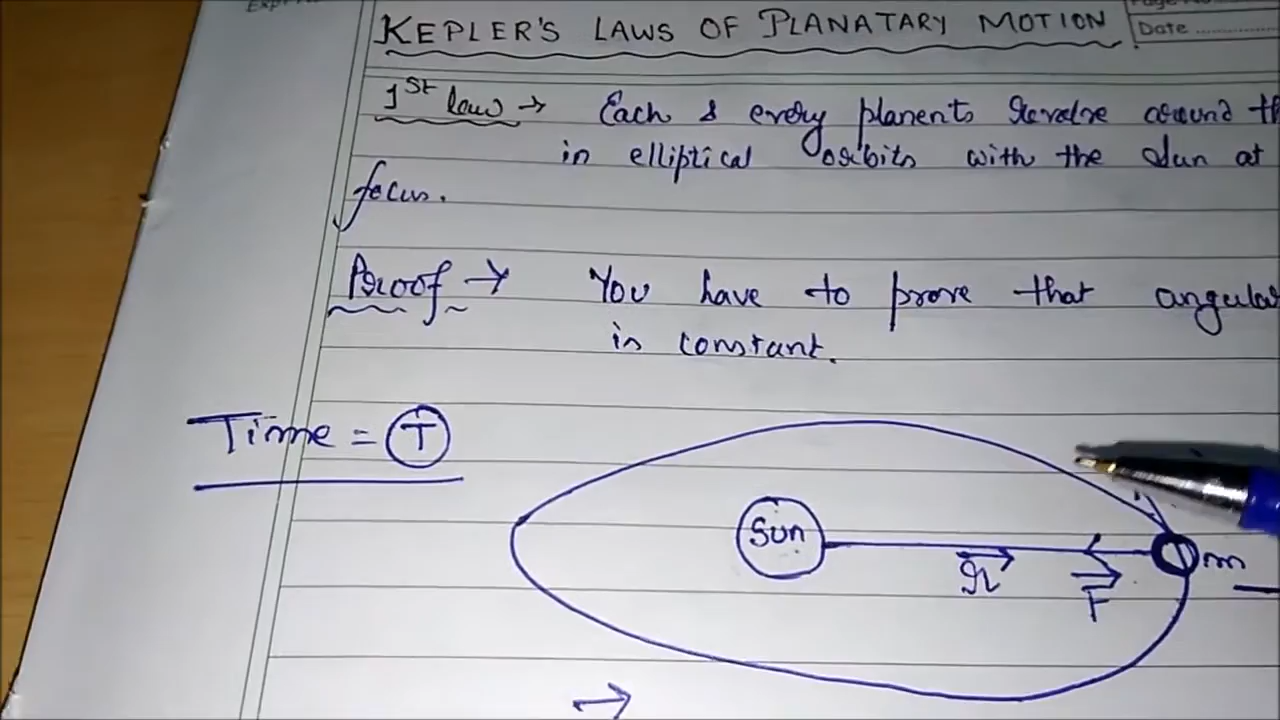 KEPLER'S LAWS OF PLANATARY MOTION
Date
1st law → Each & every planents revolve around th
in elliptical orbits with the sun at
focus.
Proof → You have to prove that angula
is constant.
Time = T
Sun
r
F
m